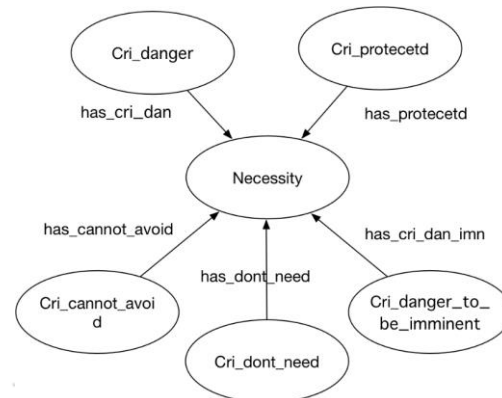 Cri_danger
Cri_protecetd
has_cri_dan
has_protecetd
Necessity
has_cannot_avoid
has_cri_dan_imn
has_dont_need
Cri_cannot_avoi
d
Cri_danger_to_
be_imminent
Cri_dont_need